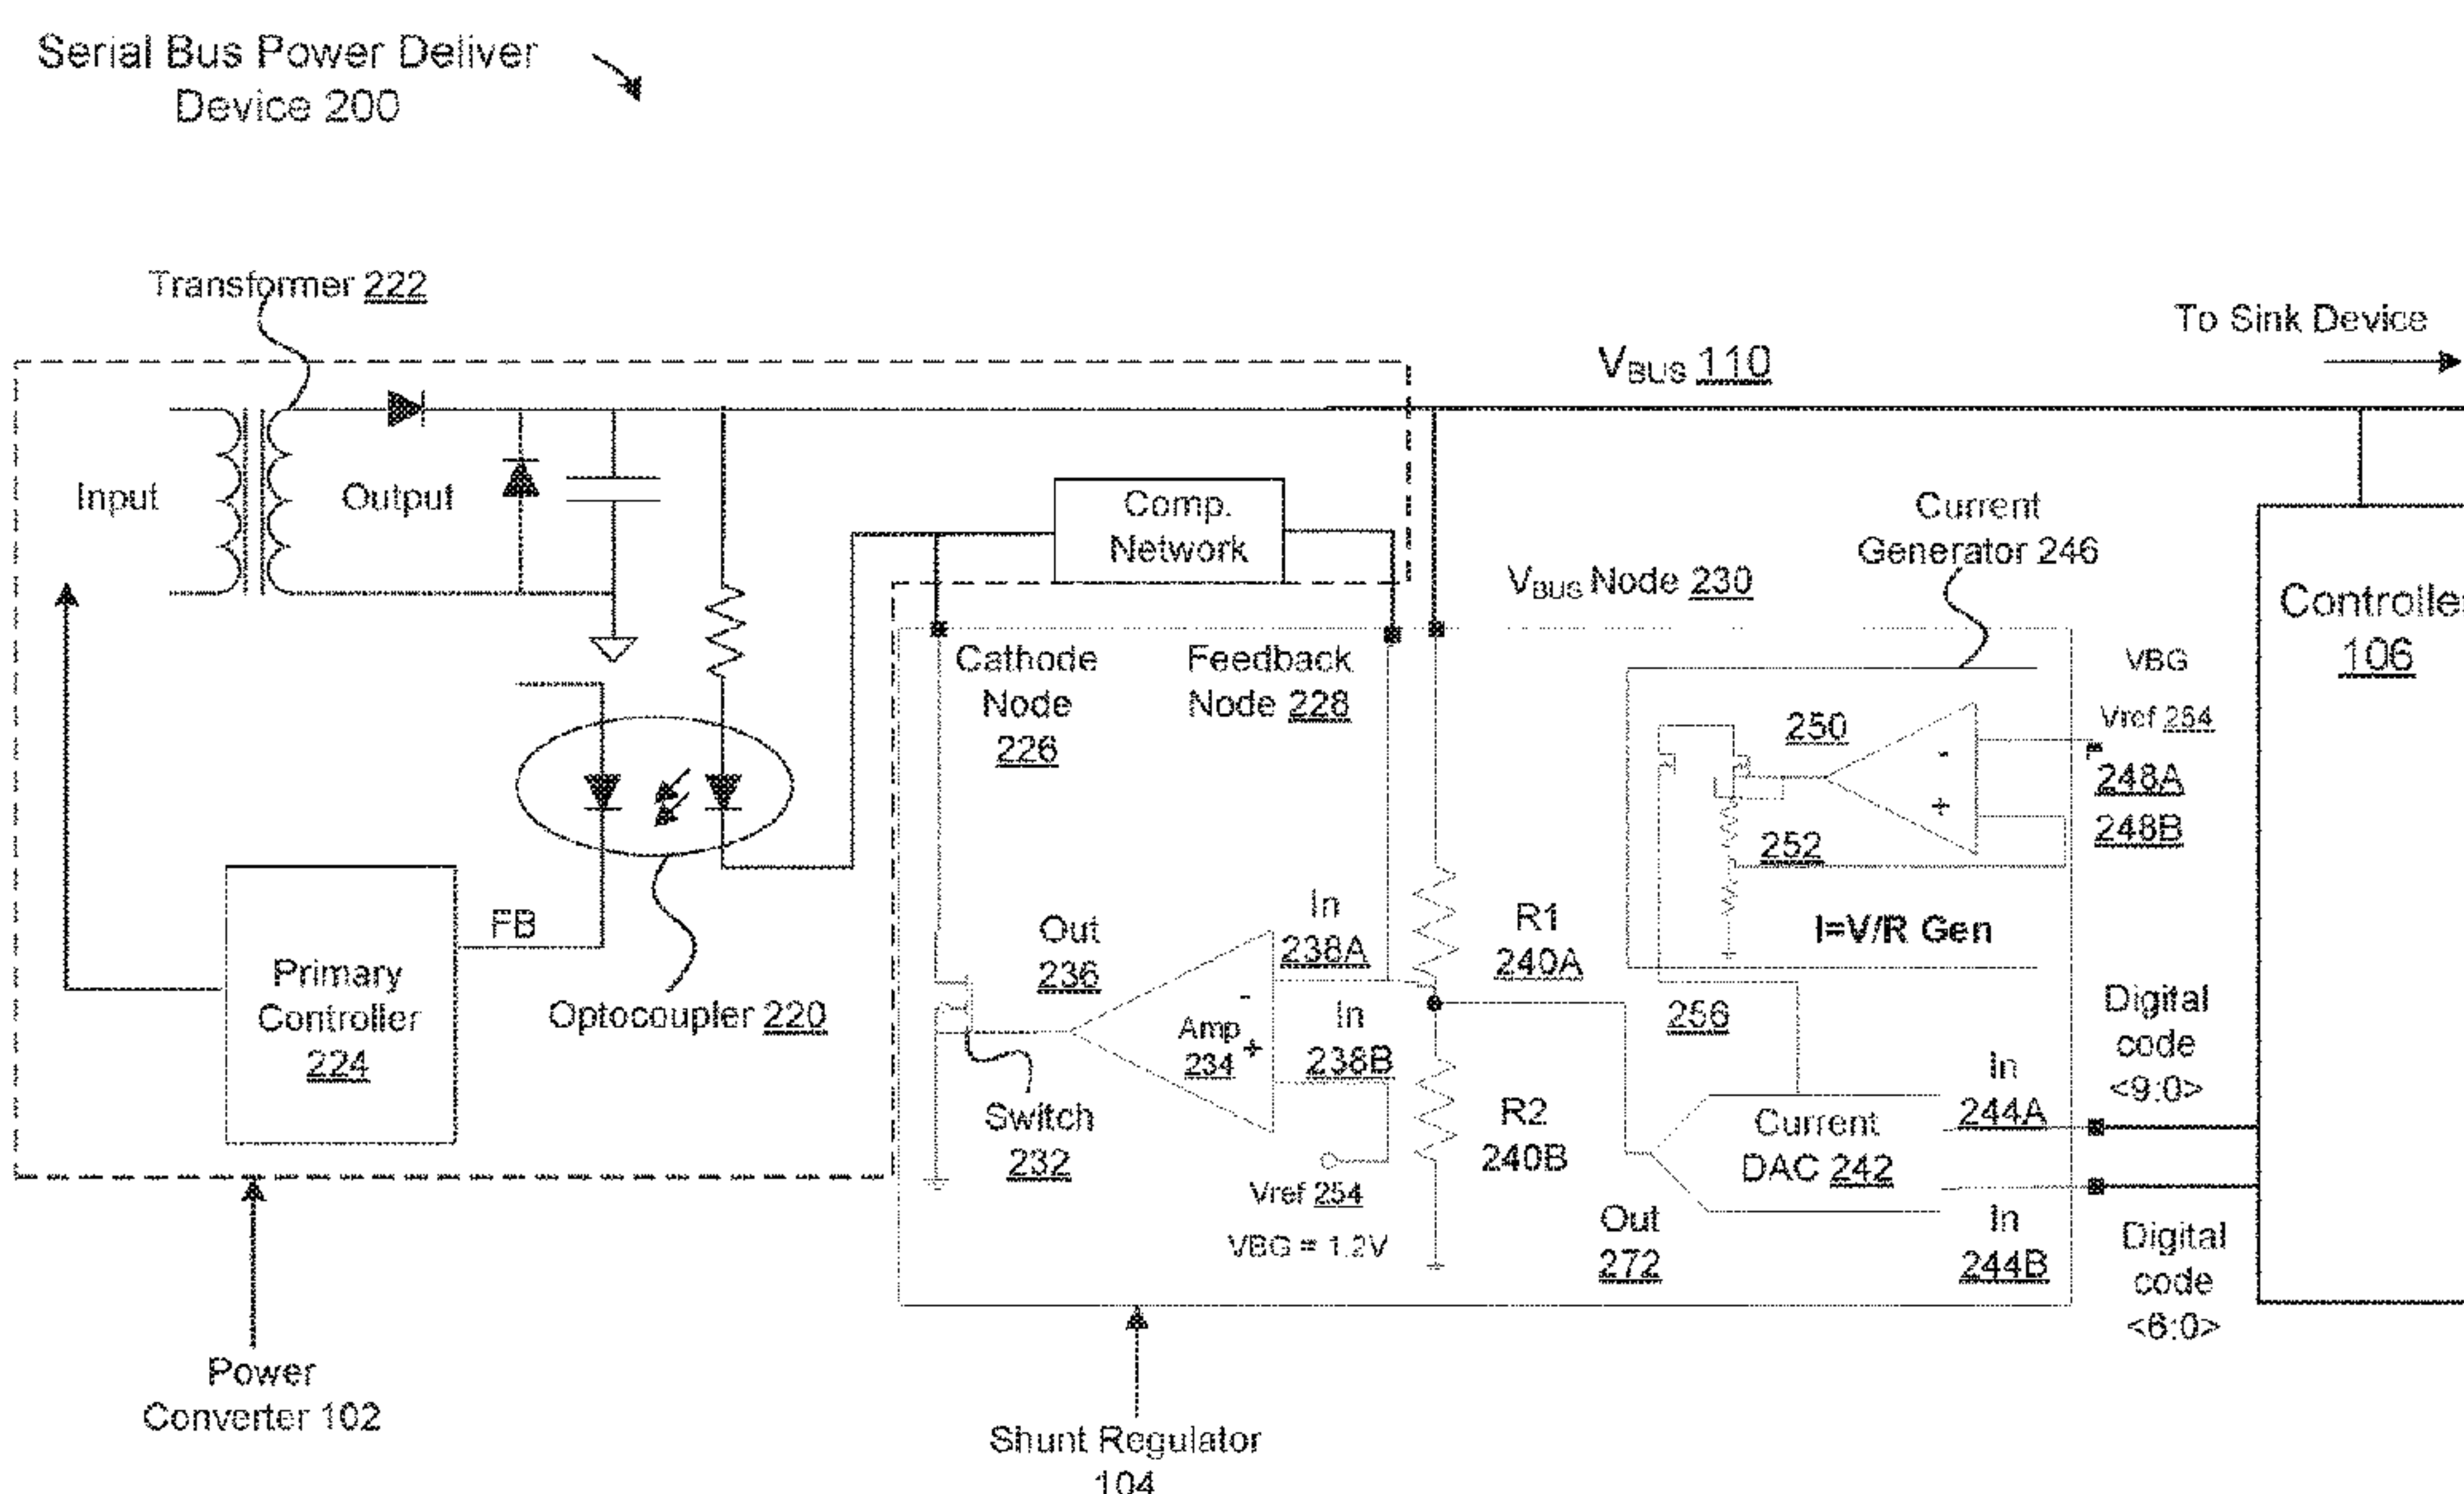 Serial Bus Power Deliver
Device 200
Transformer 222
To Sink Device
VBUS 110
Input
Output
Comp.
Network
Current
Generator 246
VBUS Node 230
Controller
106
Cathode
Node
226
Feedback
Node 228
VBG
Vref 254
250
-
+
248A
248B
252
I=V/R Gen
FB
Primary
Controller
224
Optocoupler 220
Out
236
In
238A
-
Amp
234
+
In
238B
R1
240A
256
Digital
code
<9:0>
Switch
232
R2
240B
Current
DAC 242
In
244A
Vref 254
VBG = 1.2V
Out
272
In
244B
Digital
code
<6:0>
Power
Converter 102
Shunt Regulator
104